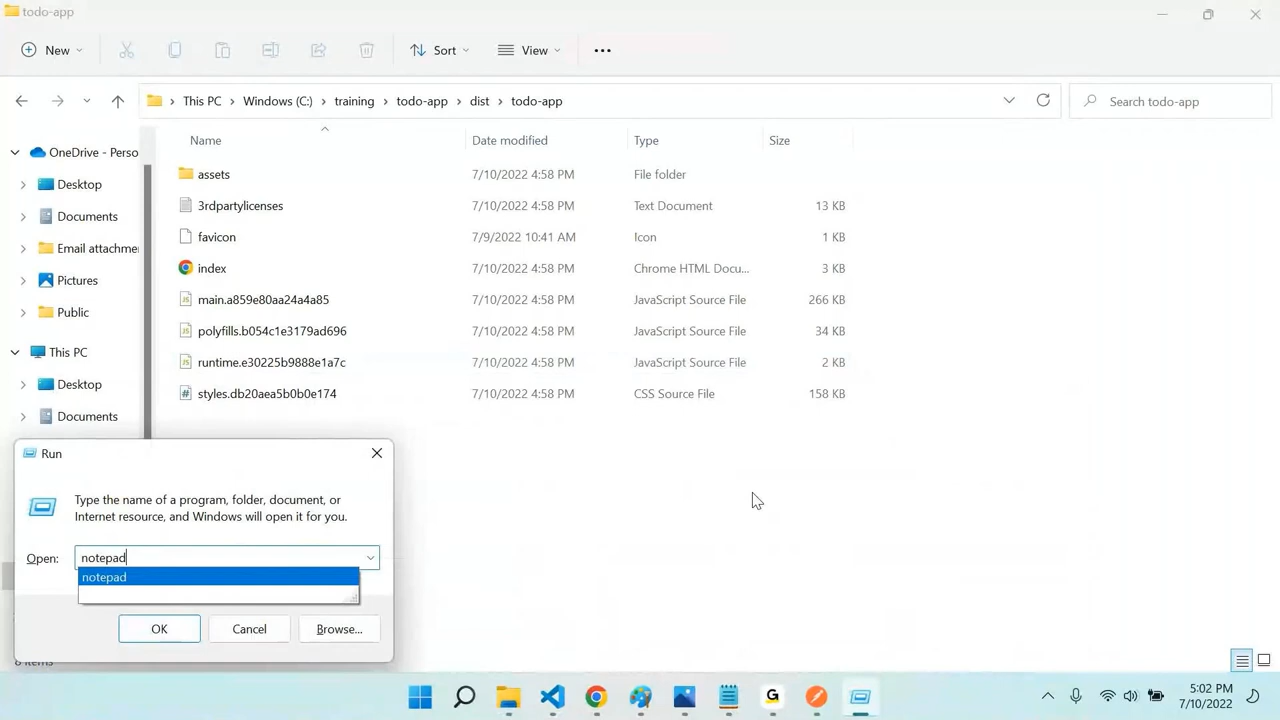 todo-app
New
Sort
View
This PC
Windows (C:)
training
todo-app
dist
todo-app
Search todo-app
Name
Date modified
Type
Size
OneDrive - Perso
Desktop
Documents
Email attachme
Pictures
Public
This PC
Desktop
Documents
assets
7/10/2022 4:58 PM
File folder
3rdpartylicenses
7/10/2022 4:58 PM
Text Document
13 KB
favicon
7/9/2022 10:41 AM
Icon
1 KB
index
7/10/2022 4:58 PM
Chrome HTML Docu...
3 KB
main.a859e80aa24a4a85
7/10/2022 4:58 PM
JavaScript Source File
266 KB
polyfills.b054c1e3179ad696
7/10/2022 4:58 PM
JavaScript Source File
34 KB
runtime.e30225b9888e1a7c
7/10/2022 4:58 PM
JavaScript Source File
2 KB
styles.db20aea5b0b0e174
7/10/2022 4:58 PM
CSS Source File
158 KB
Run
Type the name of a program, folder, document, or
Internet resource, and Windows will open it for you.
Open:
notepad
notepad
OK
Cancel
Browse...
8 items
5:02 PM
7/10/2022